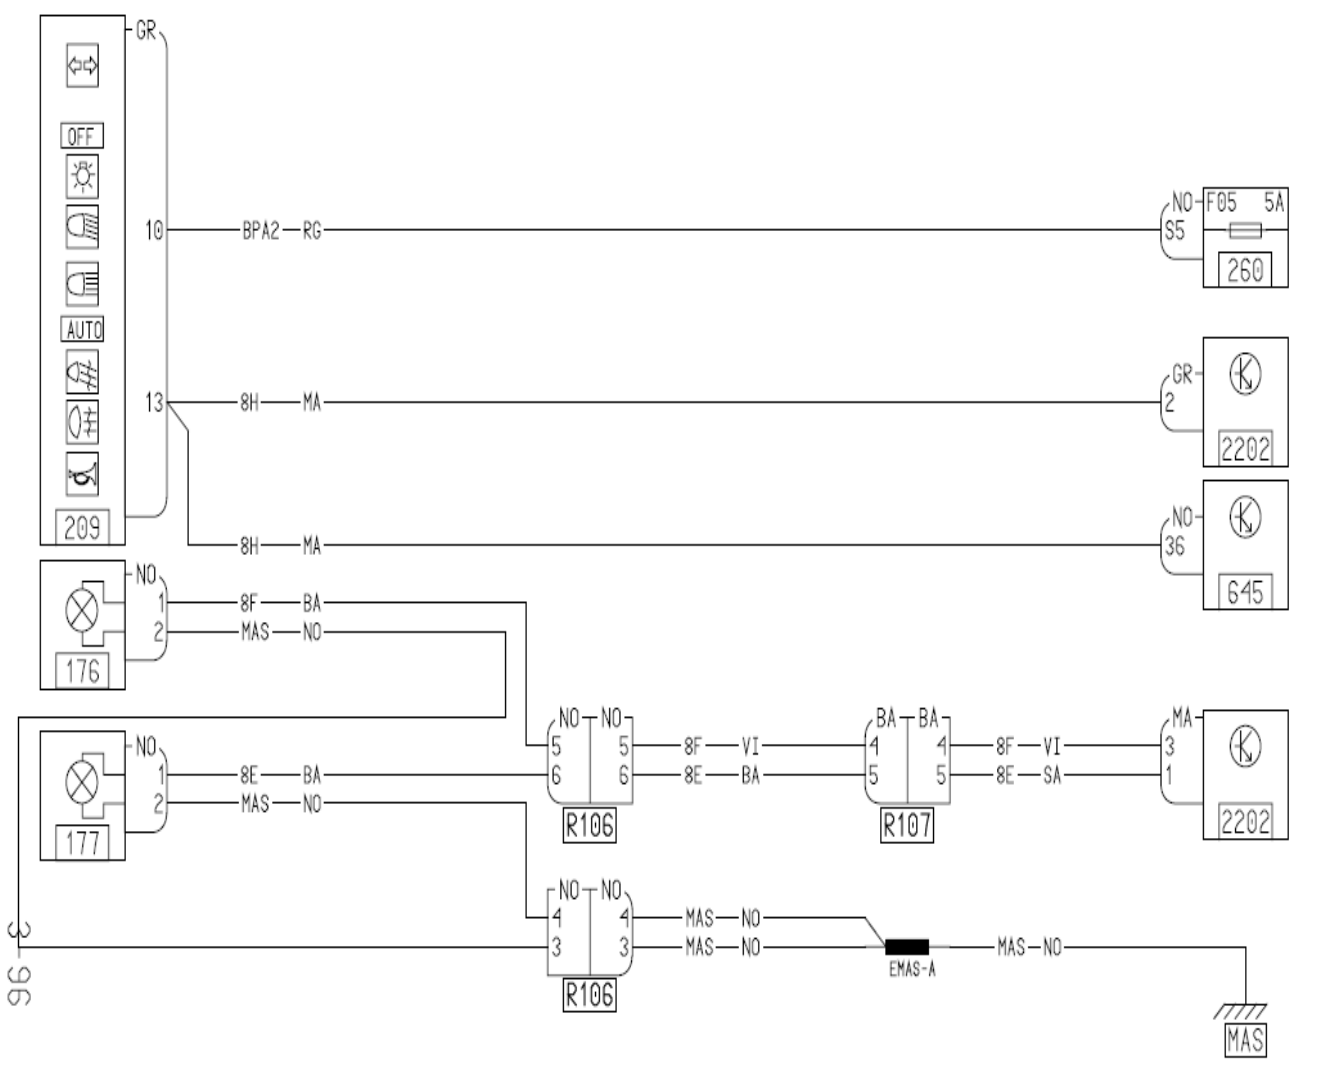 GR
OFF
NO F05 5A
10 BPA2 RG S5
260
AUTO
GR
13 8H MA 2
2202
209
NO
8H MA 36
NO
1 8F BA
645
2 MAS NO
176
NO NO BA BA MA
NO 5 5 8F VI 4 4 8F VI 3
1 8E BA 6 6 8E BA 5 5 8E SA 1
2 MAS NO
R106 R107 2202
177
NO NO
4 4 MAS NO
3 3 MAS NO MAS NO
EMAS-A
R106
3
96
MAS